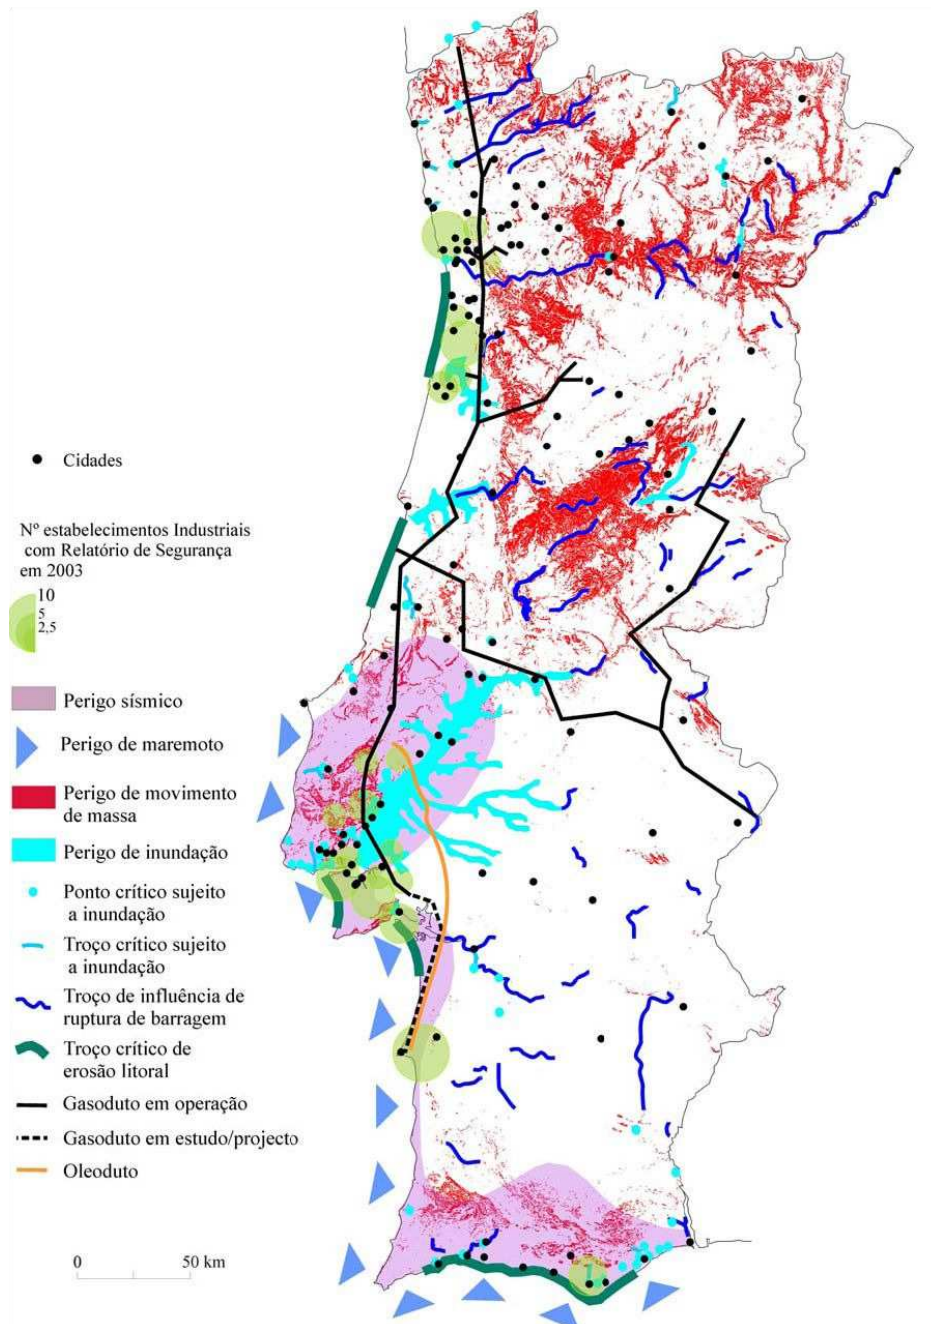 Cidades
Nº estabelecimentos Industriais
com Relatório de Segurança
em 2003
10
5
2,5
Perigo sísmico
Perigo de maremoto
Perigo de movimento
de massa
Perigo de inundação
Ponto crítico sujeito
a inundação
Troço crítico sujeito
a inundação
Troço de influência de
ruptura de barragem
Troço crítico de
erosão litoral
Gasoduto em operação
Gasoduto em estudo/projecto
Oleoduto
0 50 km